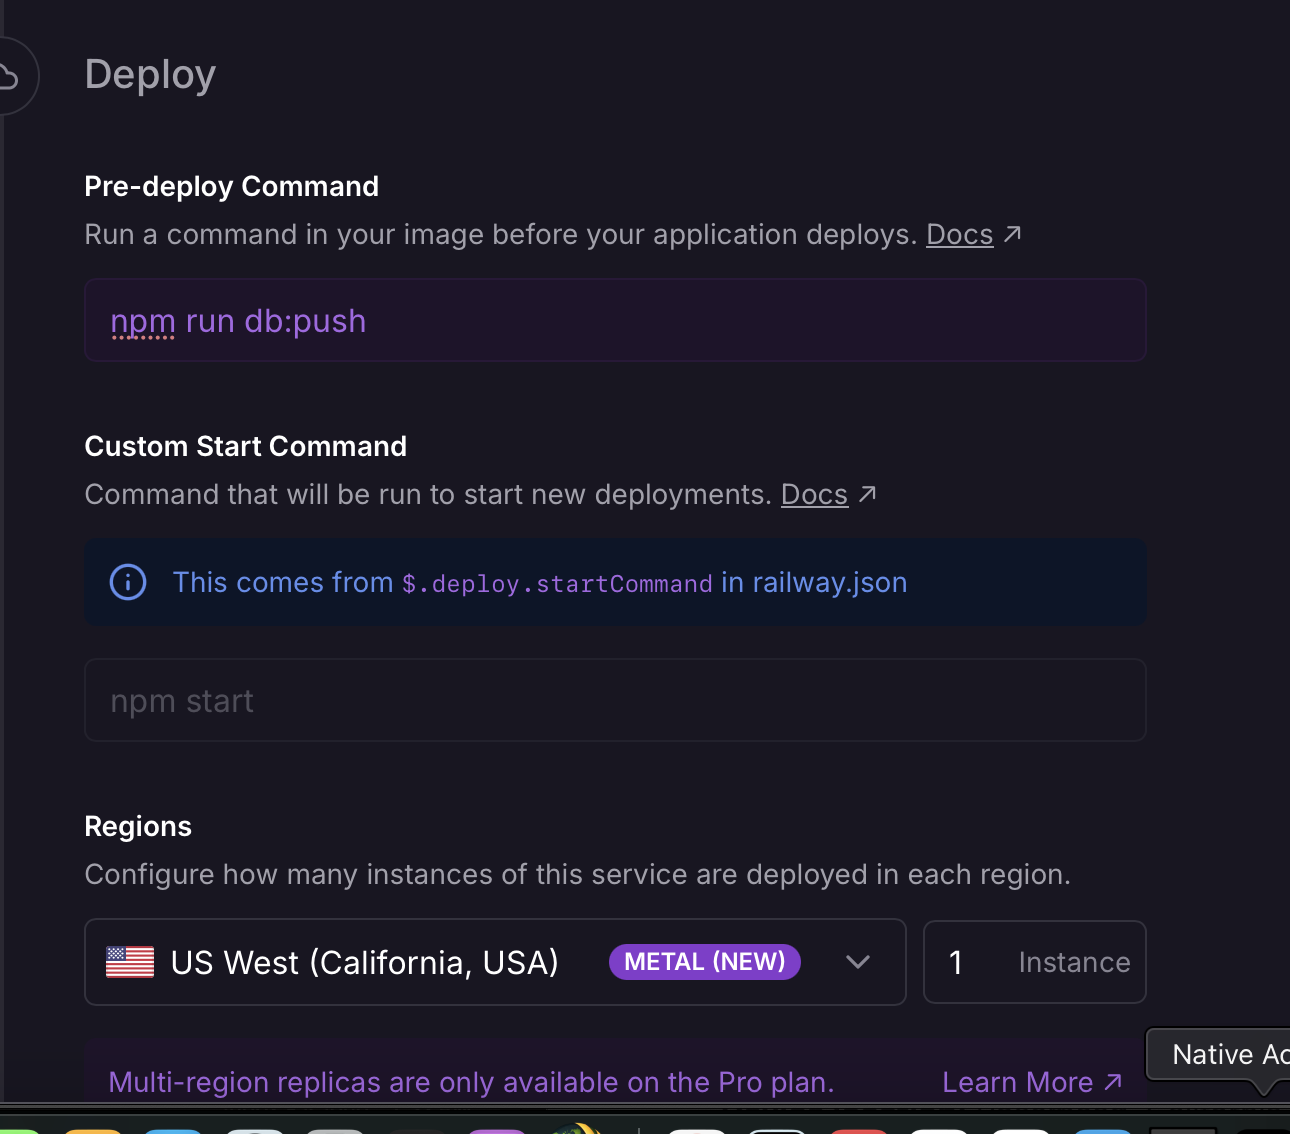 Deploy
Pre-deploy Command
Run a command in your image before your application deploys. Docs ↗
npm run db:push
Custom Start Command
Command that will be run to start new deployments. Docs ↗
This comes from $.deploy.startCommand in railway.json
npm start
Regions
Configure how many instances of this service are deployed in each region.
US West (California, USA) METAL (NEW) 1 Instance
Native Ac
Multi-region replicas are only available on the Pro plan. Learn More ↗